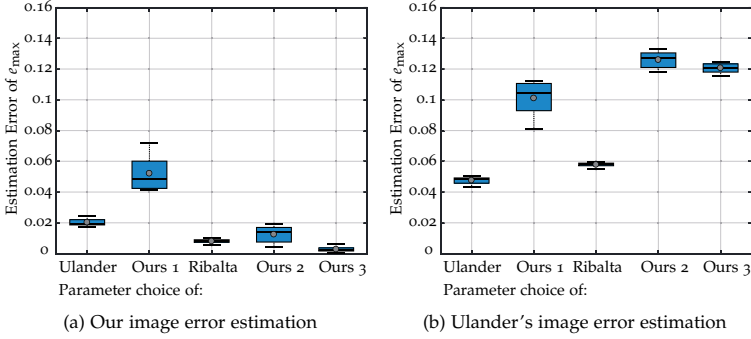 0.16
0.14
0.12
0.1
0.08
0.06
0.04
0.02
0
Estimation Error of e_max
Ulander Ours 1 Ribalta Ours 2 Ours 3
Parameter choice of:
(a) Our image error estimation
0.16
0.14
0.12
0.1
0.08
0.06
0.04
0.02
0
Estimation Error of e_max
Ulander Ours 1 Ribalta Ours 2 Ours 3
Parameter choice of:
(b) Ulander's image error estimation